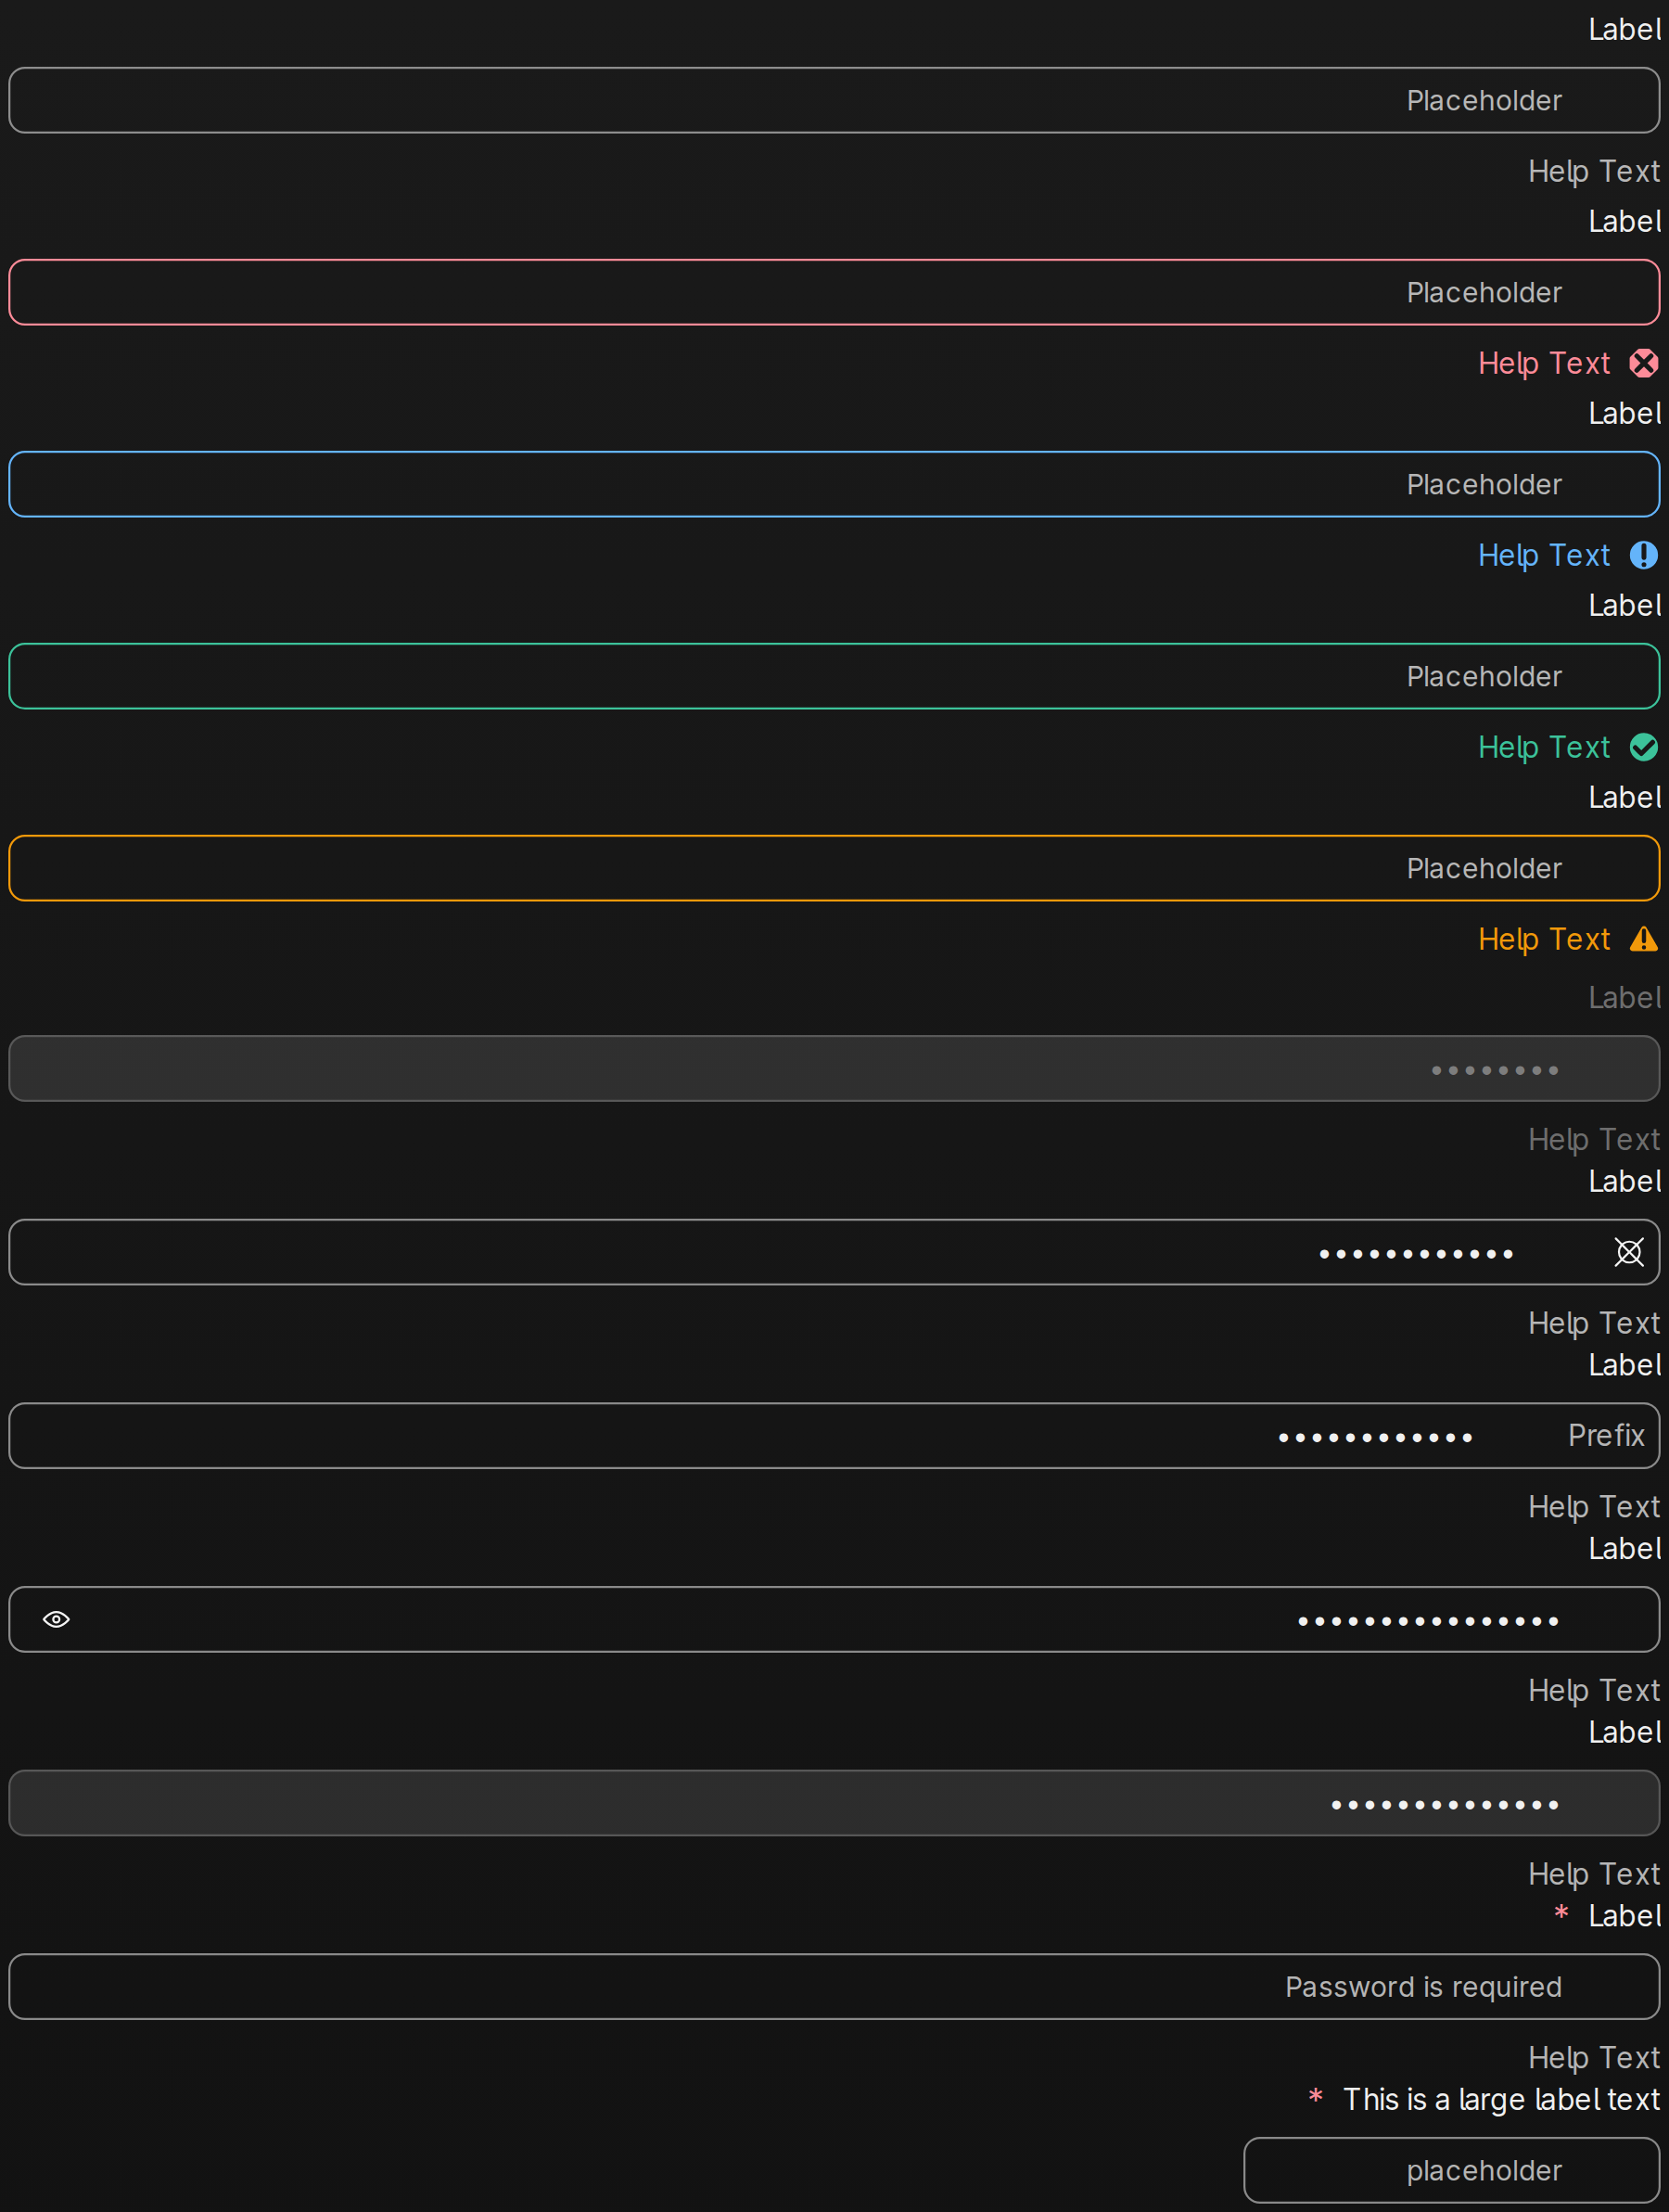 Label
Placeholder
Help Text
Label
Placeholder
Help Text
Label
Placeholder
Help Text
Label
Placeholder
Help Text
Label
Placeholder
Help Text
Label
••••••••
Help Text
Label
••••••••••••
Help Text
Label
•••••••••••• Prefix
Help Text
Label
••••••••••••••••
Help Text
Label
••••••••••••••
Help Text
* Label
Password is required
Help Text
* This is a large label text
placeholder